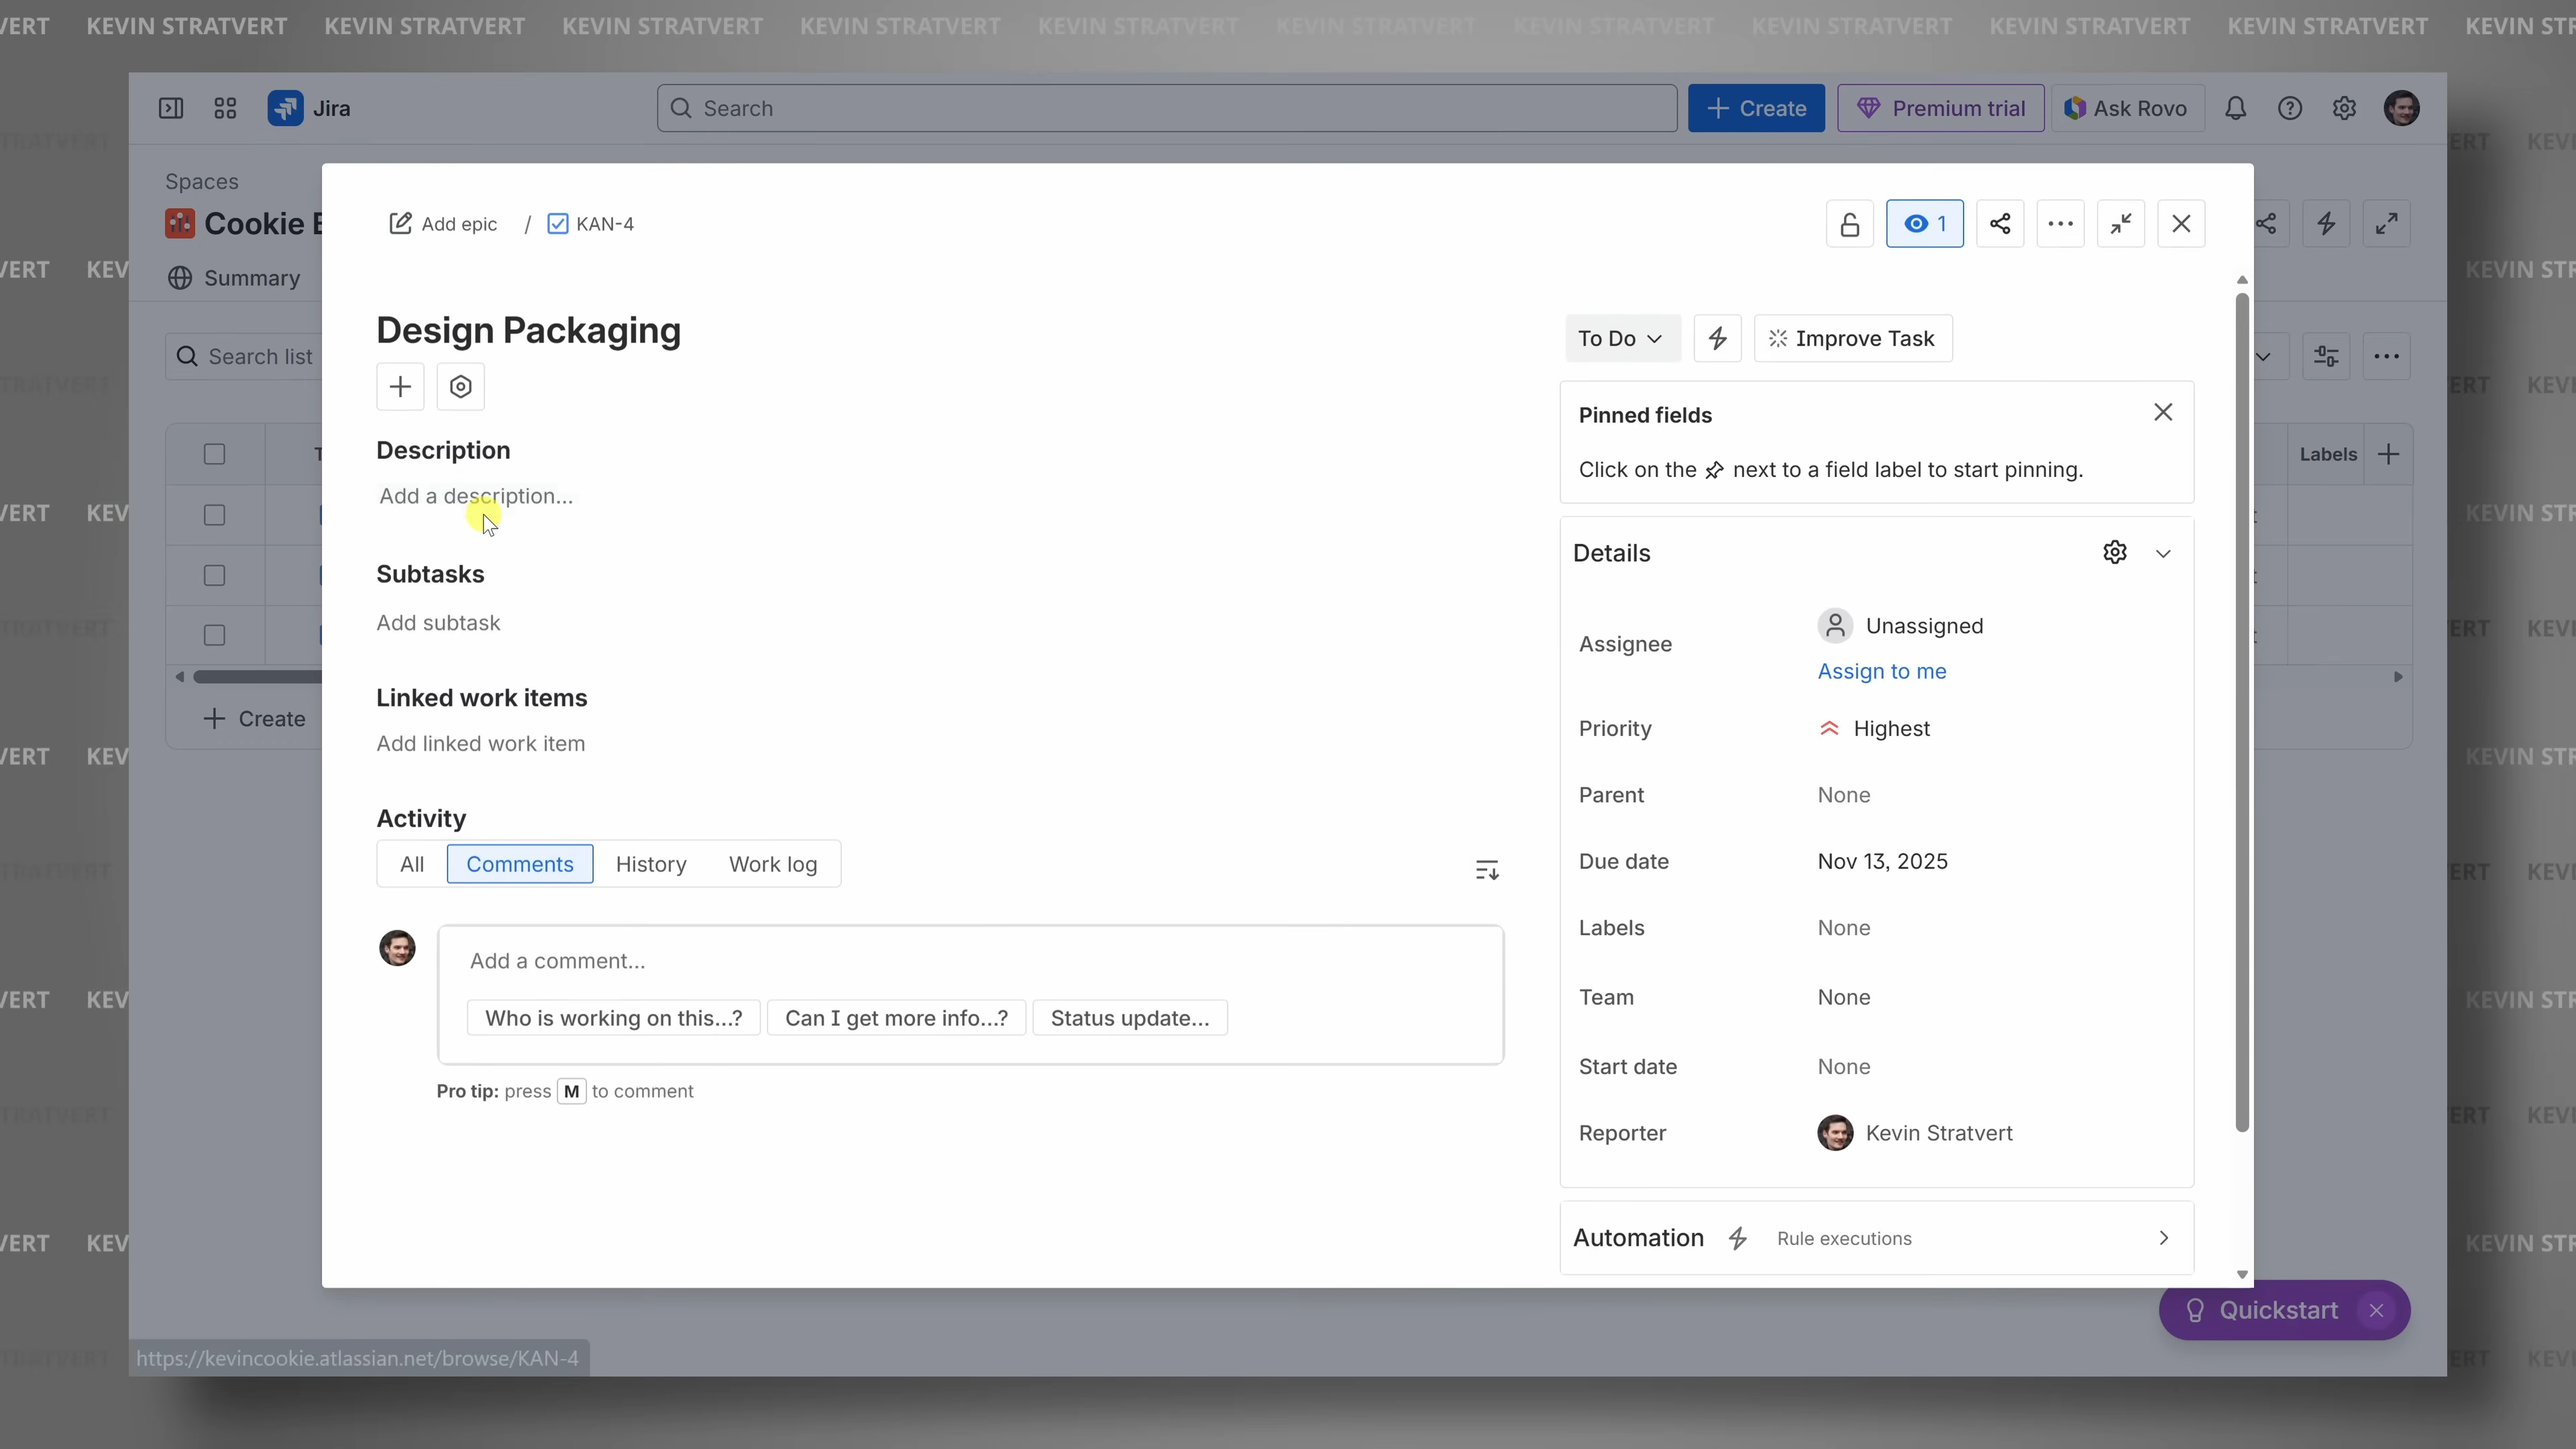 VERT KEVIN STRATVERT KEVIN STRATVERT KEVIN STRATVERT KEVIN STRATVERT KEVIN STRATVERT KEVIN STRATVERT KEVIN STRATVERT KEVIN STRATVERT KEVIN STRATVERT KEVIN STR
Jira
Search
Create
Premium trial
Ask Rovo
Spaces
Cookie
Summary
Search list
Labels
Create
Add epic / KAN-4
1
Design Packaging
Description
Add a description...
Subtasks
Add subtask
Linked work items
Add linked work item
Activity
All Comments History Work log
Add a comment...
Who is working on this...? Can I get more info...? Status update...
Pro tip: press M to comment
To Do
Improve Task
Pinned fields
Click on the next to a field label to start pinning.
Details
Assignee Unassigned
Assign to me
Priority Highest
Parent None
Due date Nov 13, 2025
Labels None
Team None
Start date None
Reporter Kevin Stratvert
Automation Rule executions
Quickstart
https://kevincookie.atlassian.net/browse/KAN-4